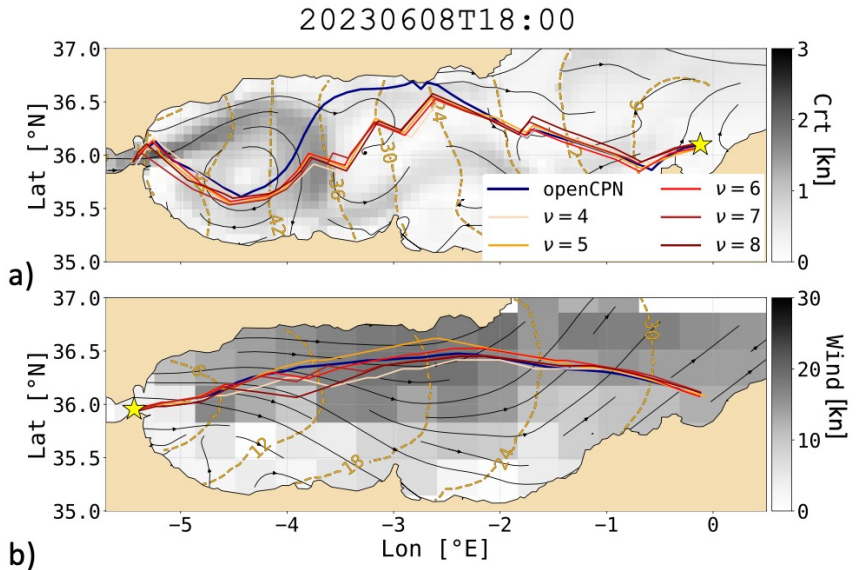 20230608T18:00
a)
Lat [°N]
37.0
36.5
36.0
35.5
35.0
42
36
30
24
6
openCPN
ν = 4
ν = 5
ν = 6
ν = 7
ν = 8
3
2
1
0
Crt [kn]
b)
Lat [°N]
37.0
36.5
36.0
35.5
35.0
6
12
18
24
30
30
20
10
0
Wind [kn]
−5
−4
−3
−2
−1
0
Lon [°E]